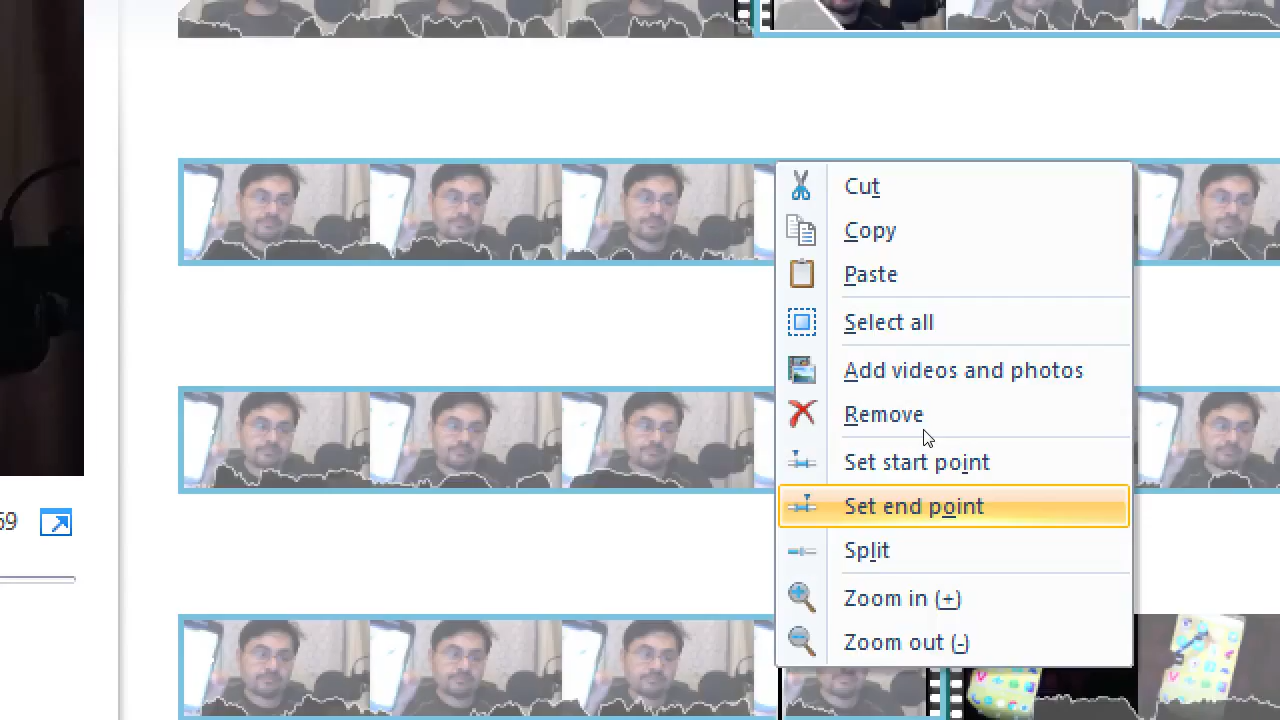 Cut
Copy
Paste
Select all
Add videos and photos
Remove
Set start point
59
Set end point
Split
Zoom in (+)
Zoom out (-)